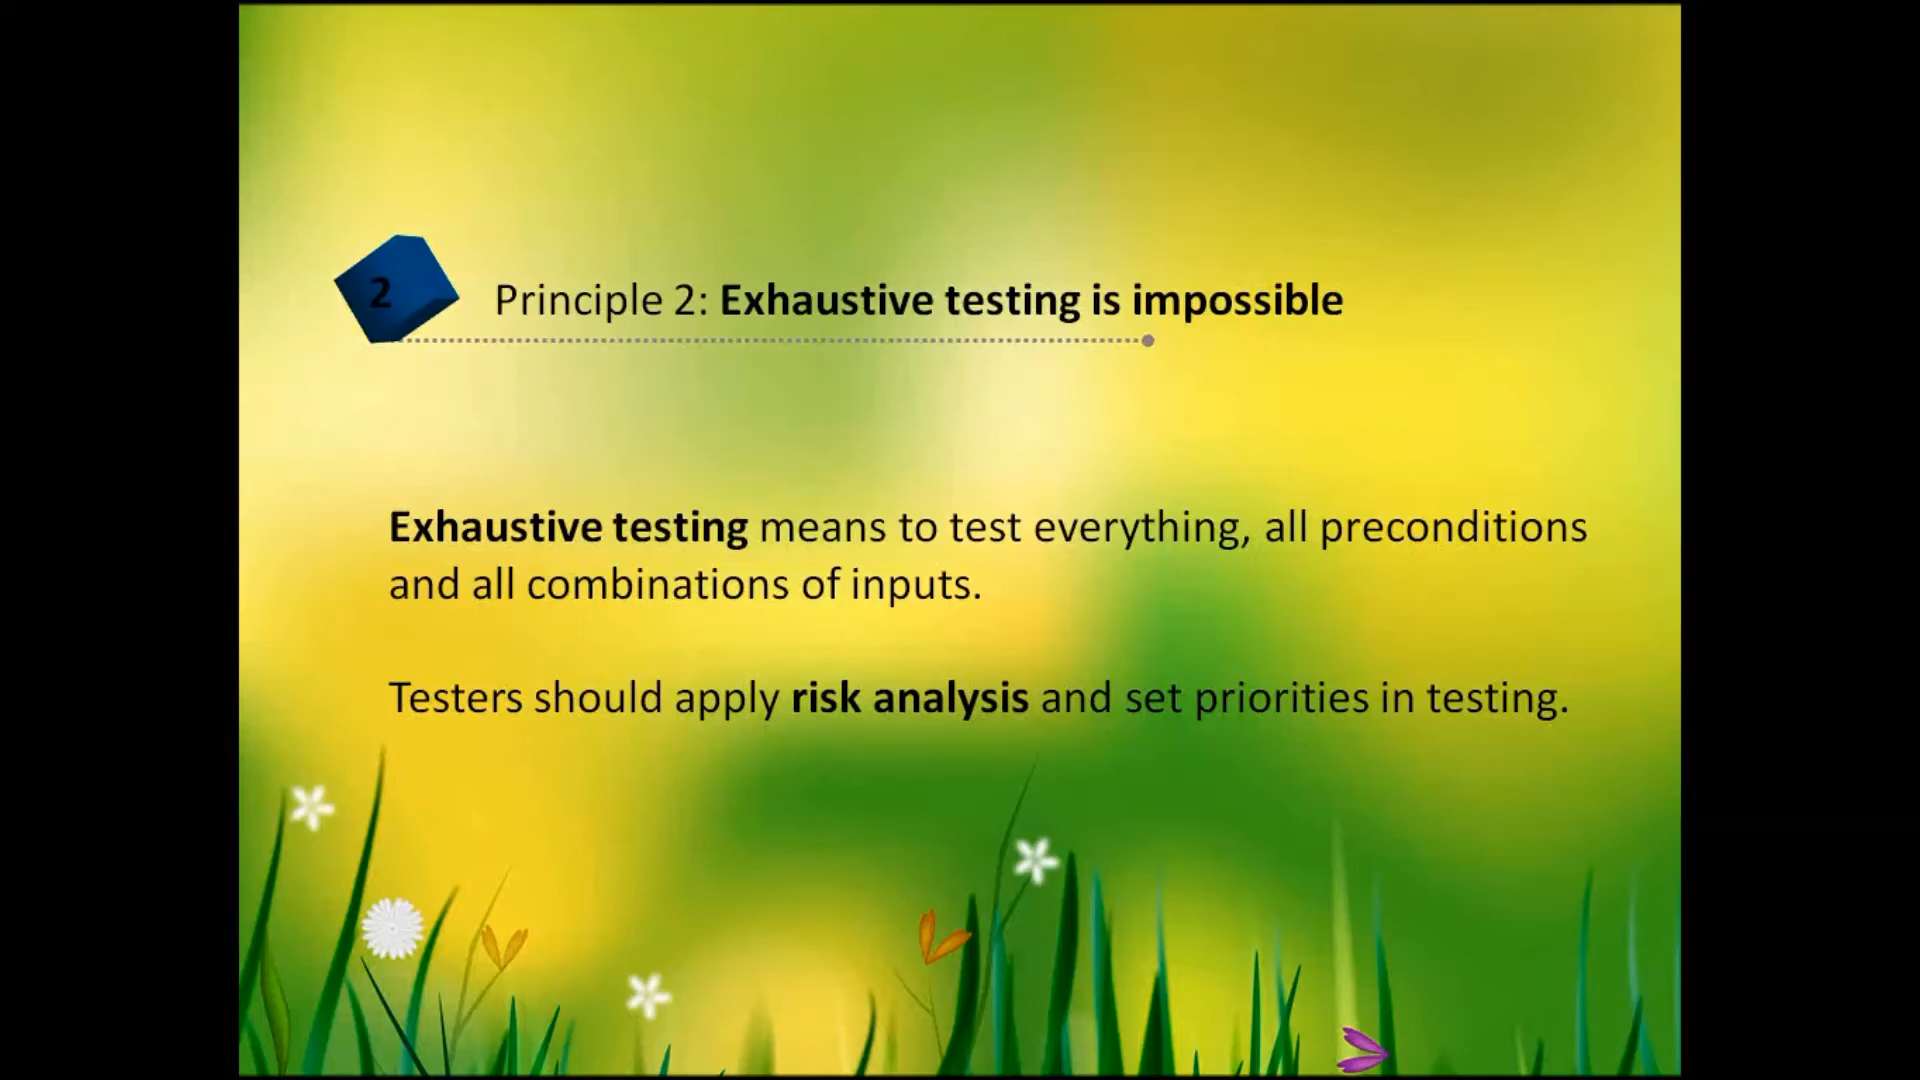 2
Principle 2: Exhaustive testing is impossible
Exhaustive testing means to test everything, all preconditions
and all combinations of inputs.
Testers should apply risk analysis and set priorities in testing.